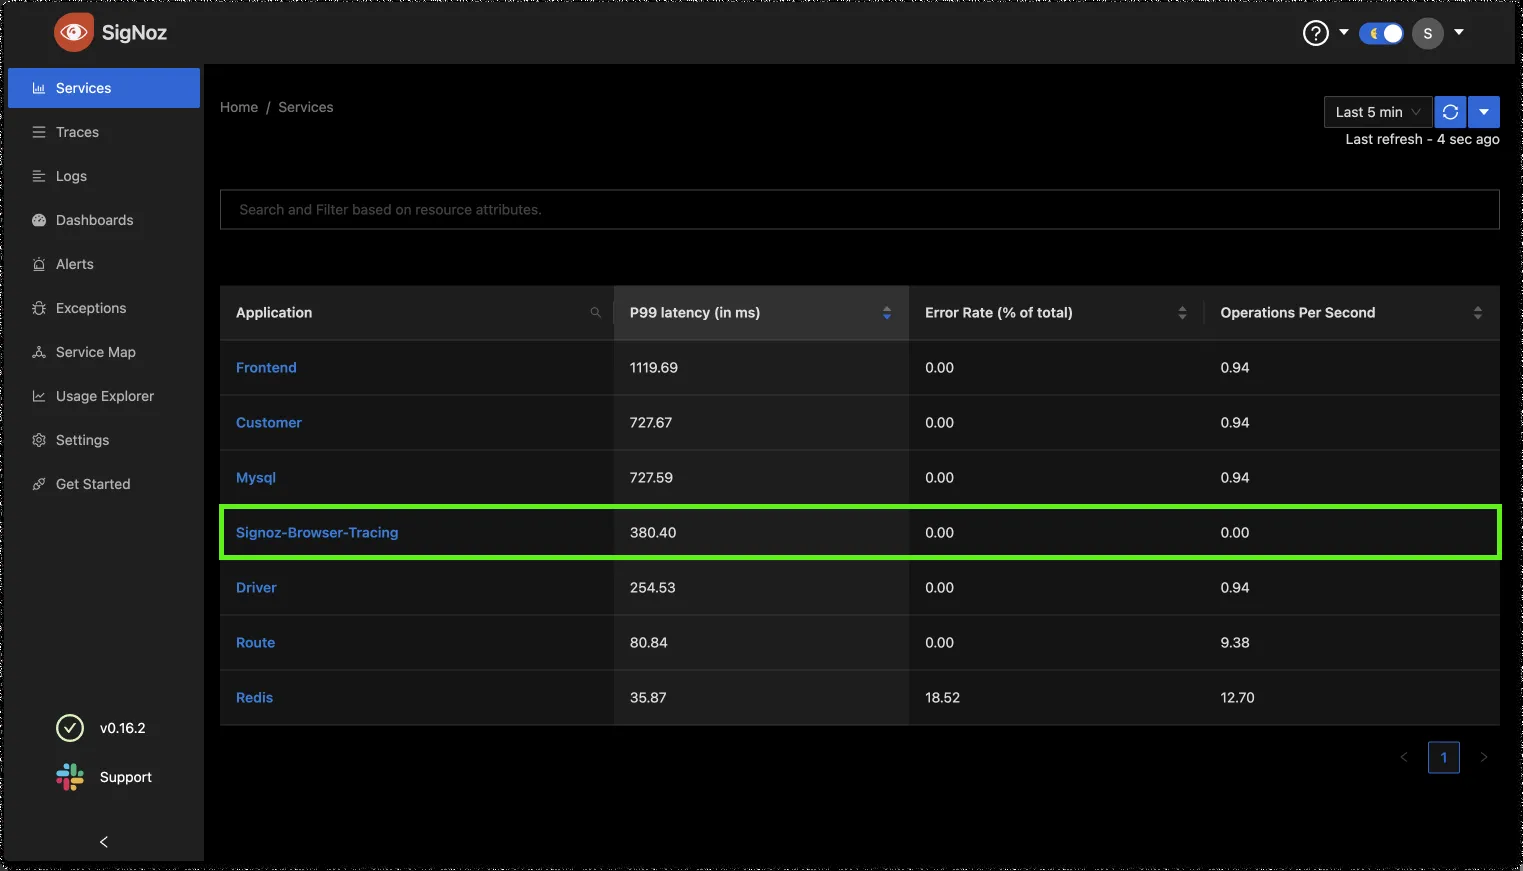 SigNoz
S
Services
Traces
Logs
Dashboards
Alerts
Exceptions
Service Map
Usage Explorer
Settings
Get Started
v0.16.2
Support
Home / Services
Last 5 min
Last refresh - 4 sec ago
Search and Filter based on resource attributes.
Application P99 latency (in ms) Error Rate (% of total) Operations Per Second
Frontend 1119.69 0.00 0.94
Customer 727.67 0.00 0.94
Mysql 727.59 0.00 0.94
Signoz-Browser-Tracing 380.40 0.00 0.00
Driver 254.53 0.00 0.94
Route 80.84 0.00 9.38
Redis 35.87 18.52 12.70
1